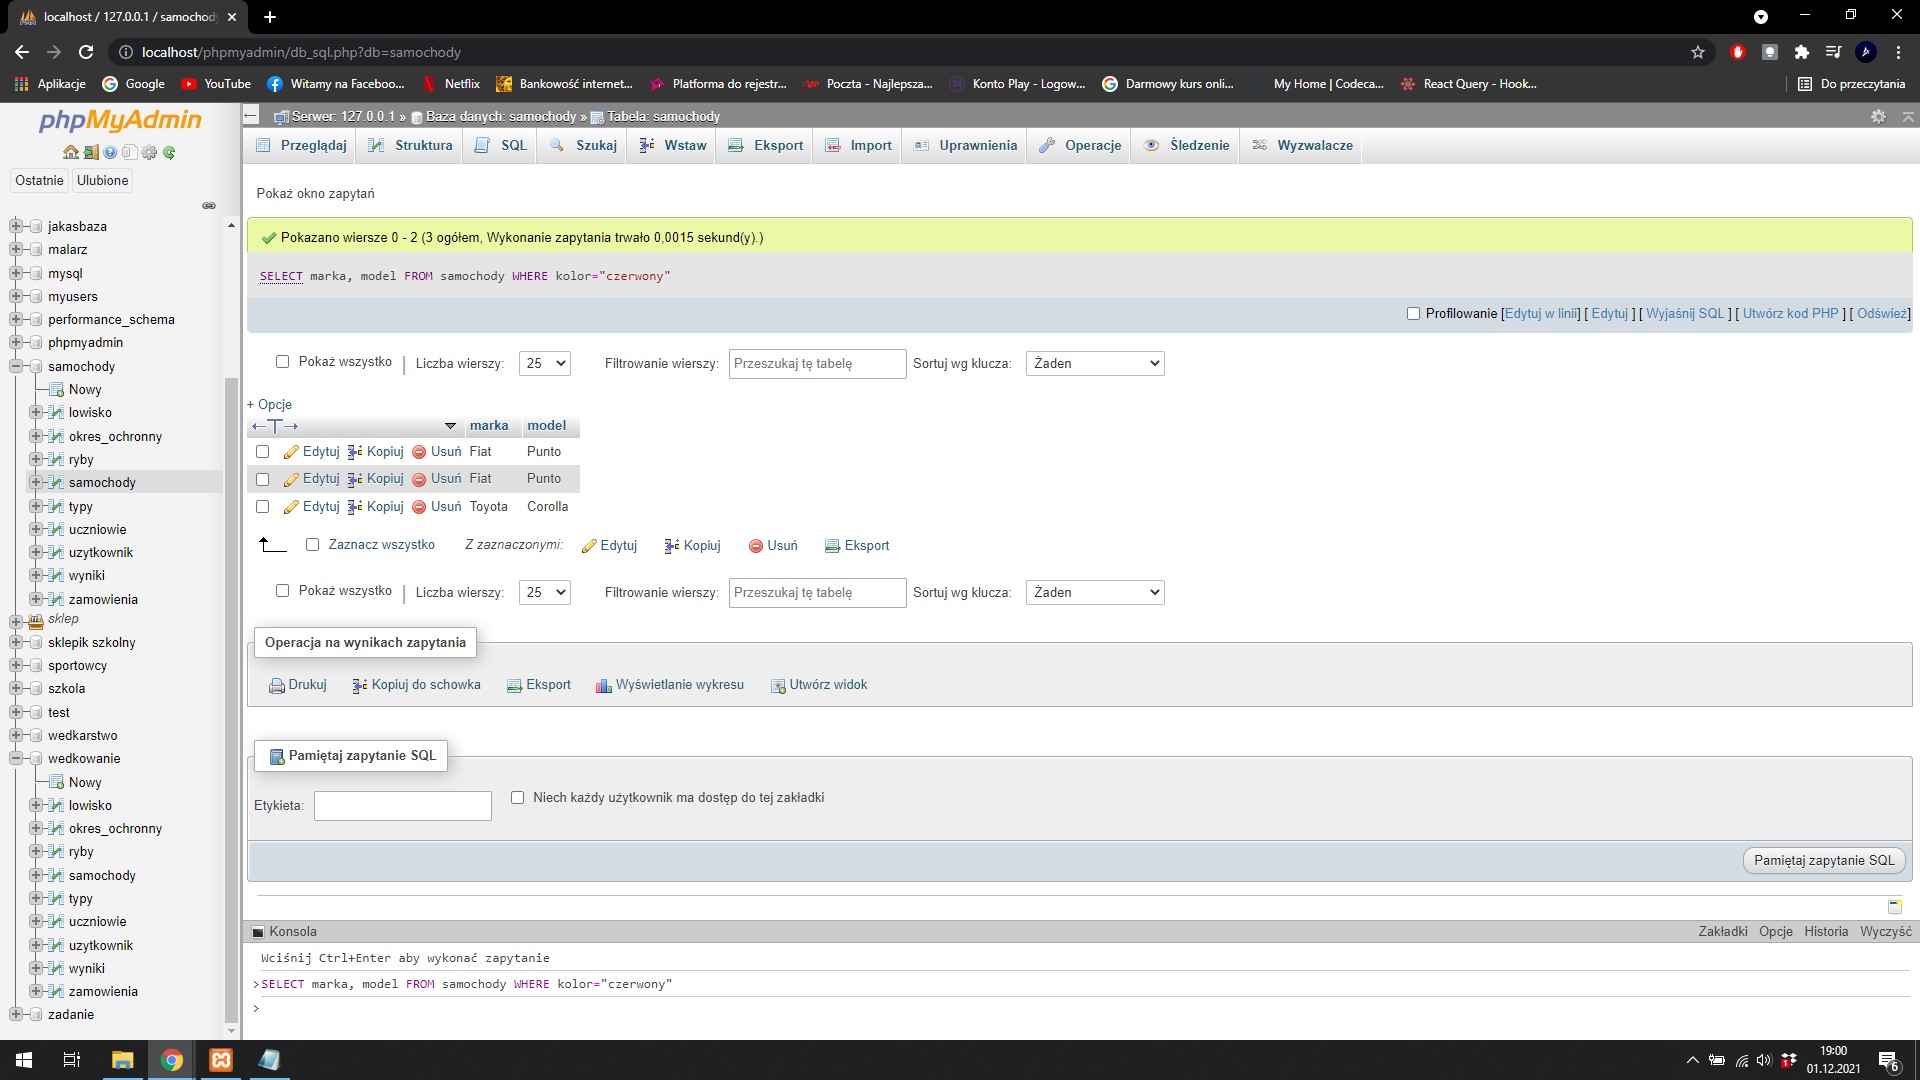 localhost / 127.0.0.1 / samochody
localhost/phpmyadmin/db_sql.php?db=samochody
Aplikacje Google YouTube Witamy na Faceboo... Netflix Bankowość internet... Platforma do rejestr... Poczta - Najlepsza... Konto Play - Logow... Darmowy kurs onli... My Home | Codeca... React Query - Hook... Do przeczytania
phpMyAdmin
Ostatnie Ulubione
jakasbaza
malarz
mysql
myusers
performance_schema
phpmyadmin
samochody
Nowy
lowisko
okres_ochronny
ryby
samochody
typy
uczniowie
uzytkownik
wyniki
zamowienia
sklep
sklepik szkolny
sportowcy
szkola
test
wedkarstwo
wedkowanie
Nowy
lowisko
okres_ochronny
ryby
samochody
typy
uczniowie
uzytkownik
wyniki
zamowienia
zadanie
Serwer: 127.0.0.1 » Baza danych: samochody » Tabela: samochody
Przeglądaj Struktura SQL Szukaj Wstaw Eksport Import Uprawnienia Operacje Śledzenie Wyzwalacze
Pokaż okno zapytań
Pokazano wiersze 0 - 2 (3 ogółem, Wykonanie zapytania trwało 0,0015 sekund(y).)
SELECT marka, model FROM samochody WHERE kolor="czerwony"
Profilowanie [Edytuj w linii] [ Edytuj ] [ Wyjaśnij SQL ] [ Utwórz kod PHP ] [ Odśwież]
Pokaż wszystko | Liczba wierszy: 25 Filtrowanie wierszy: Przeszukaj tę tabelę Sortuj wg klucza: Żaden
+ Opcje
←T→ marka model
Edytuj Kopiuj Usuń Fiat Punto
Edytuj Kopiuj Usuń Fiat Punto
Edytuj Kopiuj Usuń Toyota Corolla
Zaznacz wszystko Z zaznaczonymi: Edytuj Kopiuj Usuń Eksport
Pokaż wszystko | Liczba wierszy: 25 Filtrowanie wierszy: Przeszukaj tę tabelę Sortuj wg klucza: Żaden
Operacja na wynikach zapytania
Drukuj Kopiuj do schowka Eksport Wyświetlanie wykresu Utwórz widok
Pamiętaj zapytanie SQL
Etykieta: Niech każdy użytkownik ma dostęp do tej zakładki
Pamiętaj zapytanie SQL
Konsola Zakładki Opcje Historia Wyczyść
Wciśnij Ctrl+Enter aby wykonać zapytanie
>SELECT marka, model FROM samochody WHERE kolor="czerwony"
>
19:00
01.12.2021
6